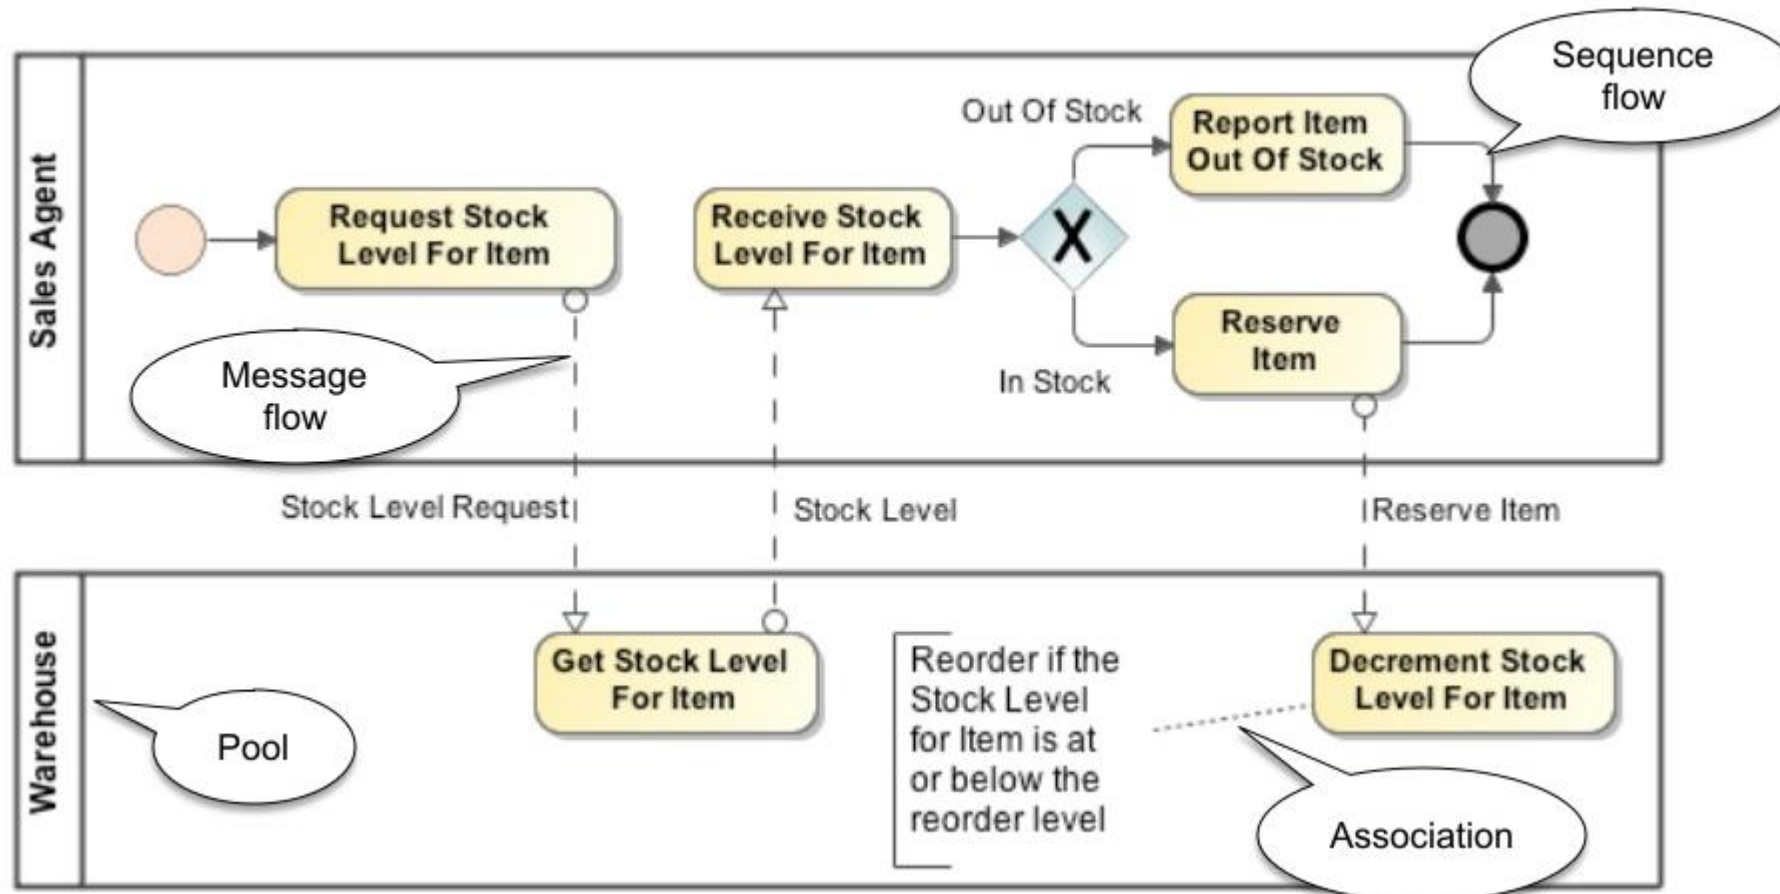 Sequence
flow
Sales Agent
Out Of Stock
Report Item
Out Of Stock
Request Stock
Level For Item
Receive Stock
Level For Item
X
Reserve
Item
In Stock
Message
flow
Stock Level Request
Stock Level
Reserve Item
Warehouse
Get Stock Level
For Item
Reorder if the
Stock Level
for Item is at
or below the
reorder level
Decrement Stock
Level For Item
Pool
Association